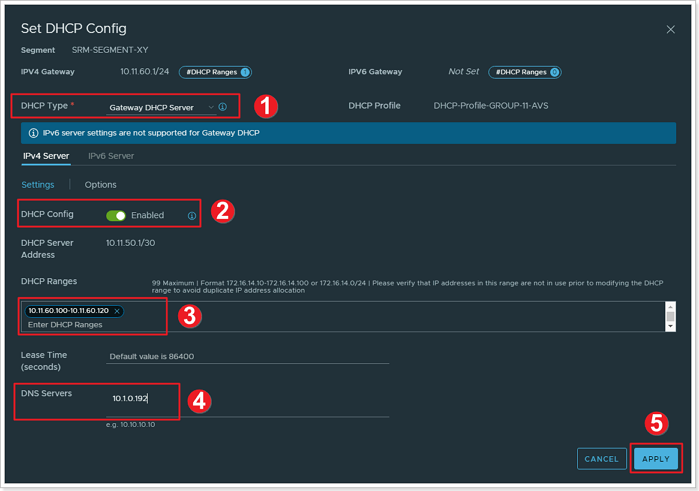 Set DHCP Config
Segment SRM-SEGMENT-XY
IPV4 Gateway 10.11.60.1/24 #DHCP Ranges 1 IPV6 Gateway Not Set #DHCP Ranges 0
DHCP Type * Gateway DHCP Server 1 DHCP Profile DHCP-Profile-GROUP-11-AVS
IPv6 server settings are not supported for Gateway DHCP
IPv4 Server IPv6 Server
Settings Options
DHCP Config Enabled 2
DHCP Server 10.11.50.1/30
Address
DHCP Ranges 99 Maximum | Format 172.16.14.10-172.16.14.100 or 172.16.14.0/24 | Please verify that IP addresses in this range are not in use prior to modifying the DHCP
range to avoid duplicate IP address allocation
10.11.60.100-10.11.60.120
Enter DHCP Ranges 3
Lease Time Default value is 86400
(seconds)
DNS Servers 10.1.0.192 4
e.g. 10.10.10.10
5
CANCEL APPLY